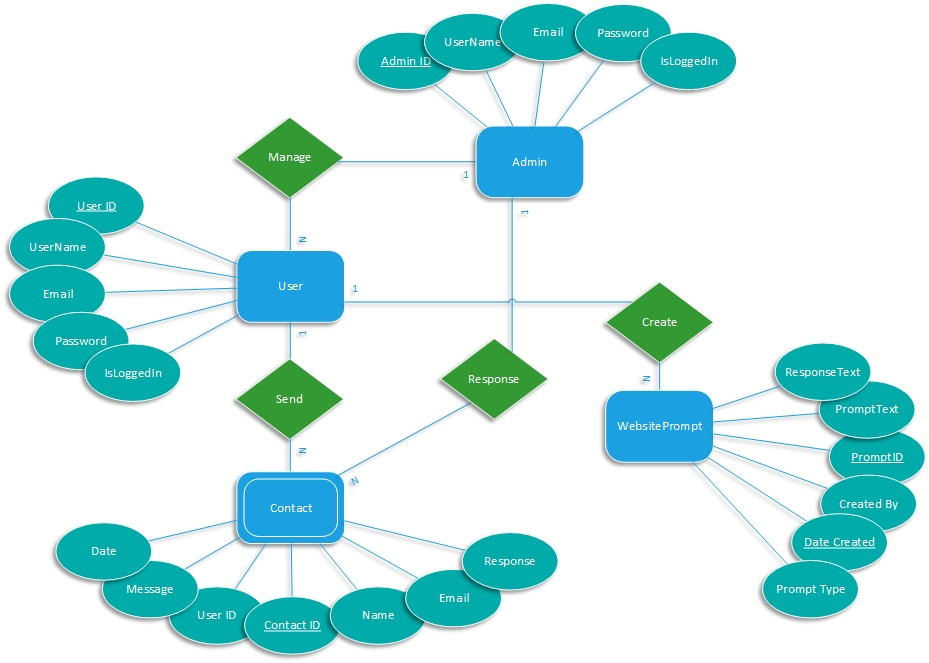 Email
Password
UserName
Admin ID
IsLoggedIn
Manage
Admin
1
1
User ID
N
UserName
User
1
Email
Create
1
Password
IsLoggedIn
Response
ResponseText
N
Send
PromptText
WebsitePrompt
N
PromptID
N
Created By
Contact
Date Created
Date
Response
Message
Prompt Type
Email
User ID
Name
Contact ID